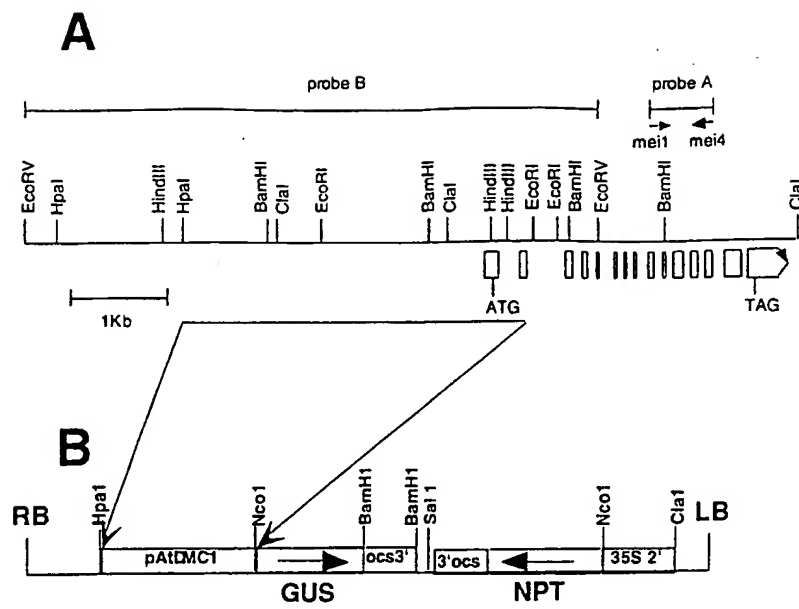 A
probe B
probe A
mei1
mei4
EcoRV
HpaI
HindIII
HpaI
BamHI
ClaI
EcoRI
BamHI
ClaI
HindIII
HindIII
EcoRI
EcoRI
BamHI
EcoRV
BamHI
ClaI
1Kb
ATG
TAG
B
RB
Hpa1
Nco1
BamH1
BamH1
Sal 1
Nco1
Cla1
LB
pAtDMC1
ocs3'
3'ocs
35S 2'
GUS
NPT